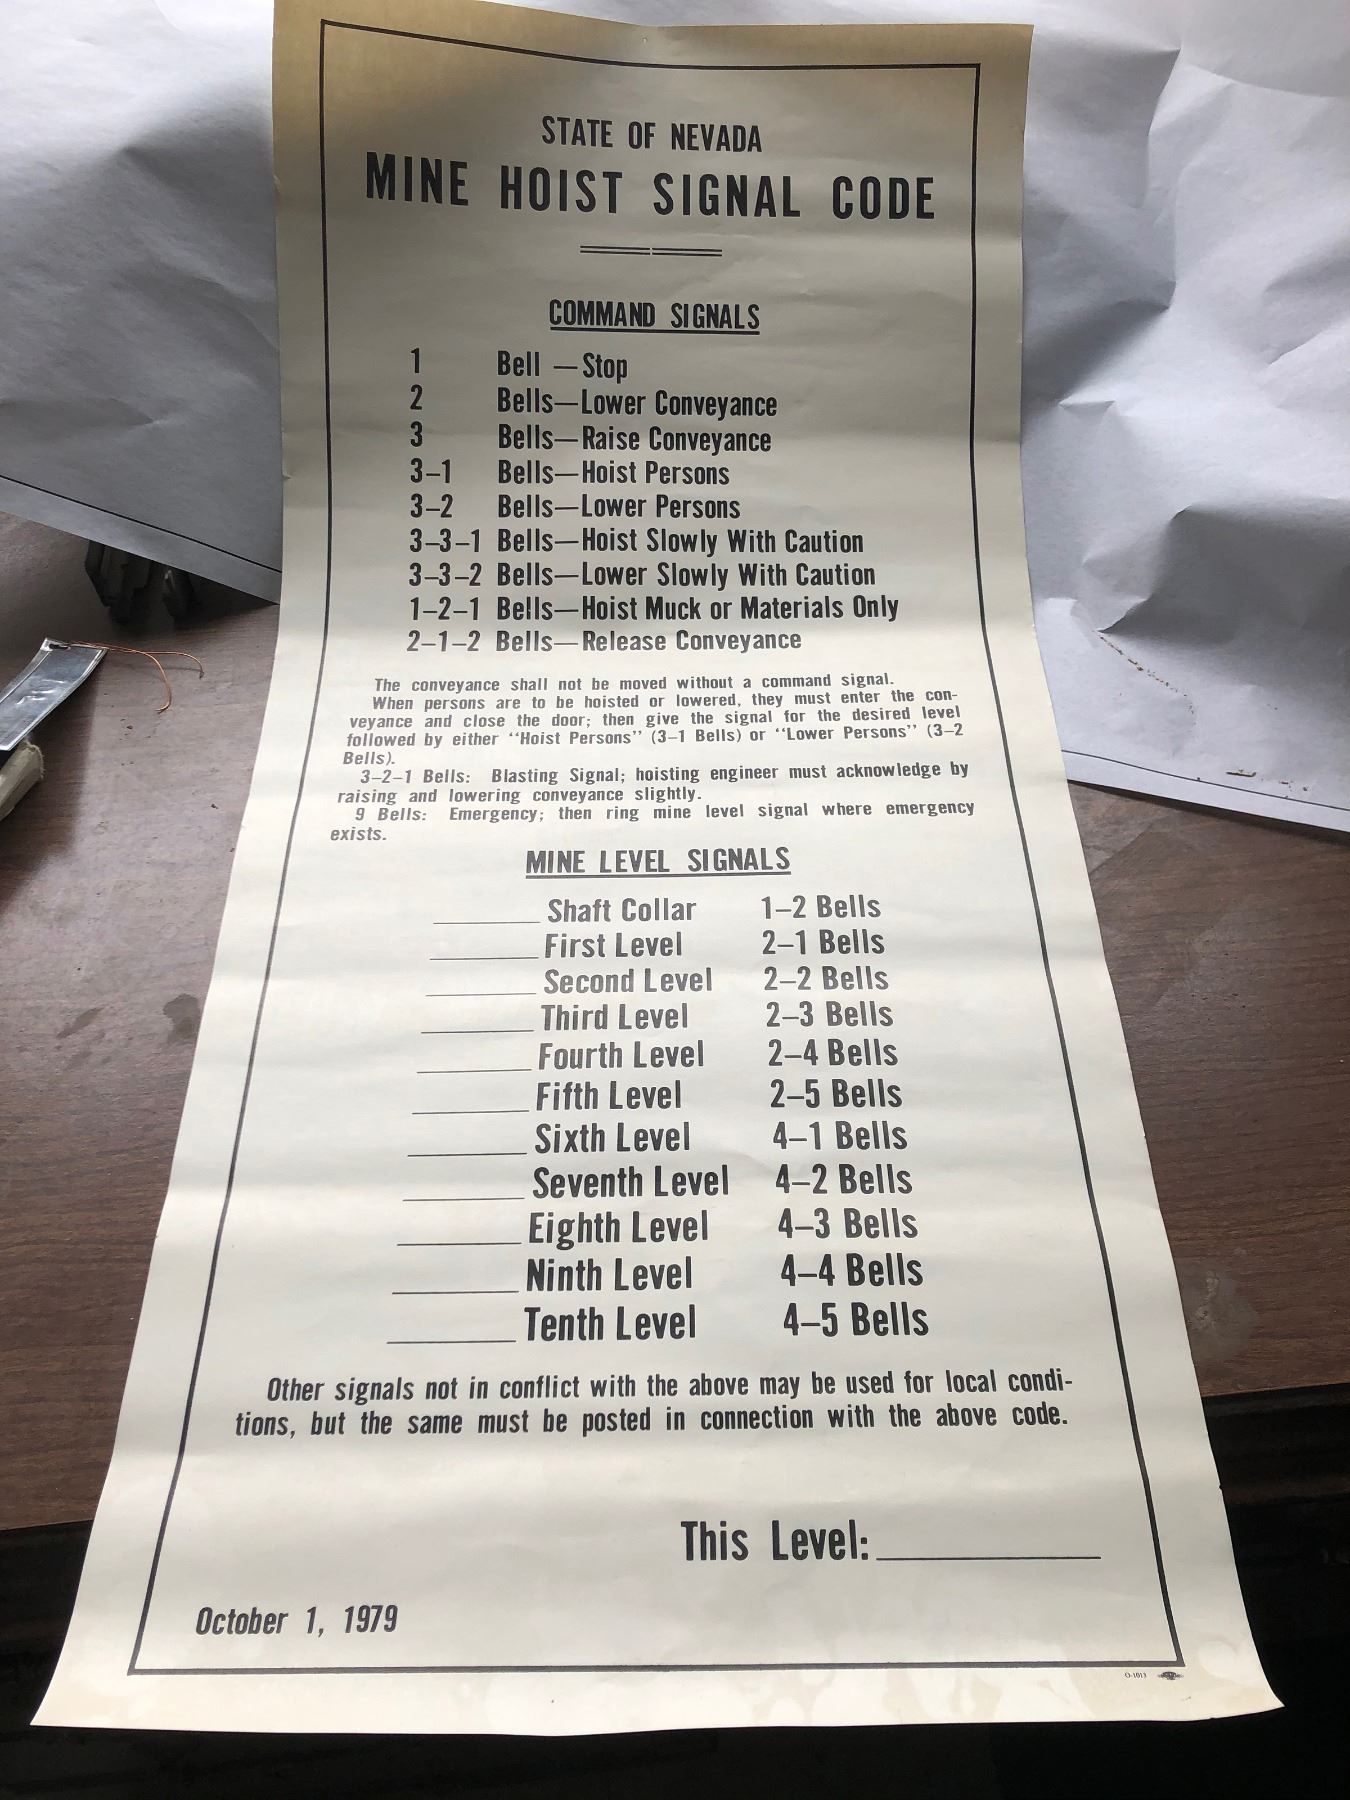 STATE OF NEVADA
MINE HOIST SIGNAL CODE
COMMAND SIGNALS
1 Bell — Stop
2 Bells—Lower Conveyance
3 Bells—Raise Conveyance
3–1 Bells—Hoist Persons
3–2 Bells—Lower Persons
3–3–1 Bells—Hoist Slowly With Caution
3–3–2 Bells—Lower Slowly With Caution
1–2–1 Bells—Hoist Muck or Materials Only
2–1–2 Bells—Release Conveyance
The conveyance shall not be moved without a command signal.
When persons are to be hoisted or lowered, they must enter the con-
veyance and close the door; then give the signal for the desired level
followed by either “Hoist Persons” (3–1 Bells) or “Lower Persons” (3–2
Bells).
3–2–1 Bells: Blasting Signal; hoisting engineer must acknowledge by
raising and lowering conveyance slightly.
9 Bells: Emergency; then ring mine level signal where emergency
exists.
MINE LEVEL SIGNALS
Shaft Collar 1–2 Bells
First Level 2–1 Bells
Second Level 2–2 Bells
Third Level 2–3 Bells
Fourth Level 2–4 Bells
Fifth Level 2–5 Bells
Sixth Level 4–1 Bells
Seventh Level 4–2 Bells
Eighth Level 4–3 Bells
Ninth Level 4–4 Bells
Tenth Level 4–5 Bells
Other signals not in conflict with the above may be used for local condi-
tions, but the same must be posted in connection with the above code.
This Level:
October 1, 1979
O-1013